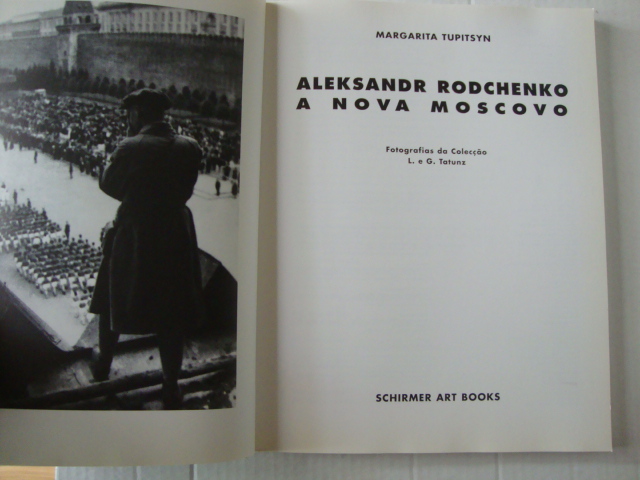 MARGARITA TUPITSYN
ALEKSANDR RODCHENKO
A NOVA MOSCOVO
Fotografias da Colecção
L. e G. Tatunz
SCHIRMER ART BOOKS